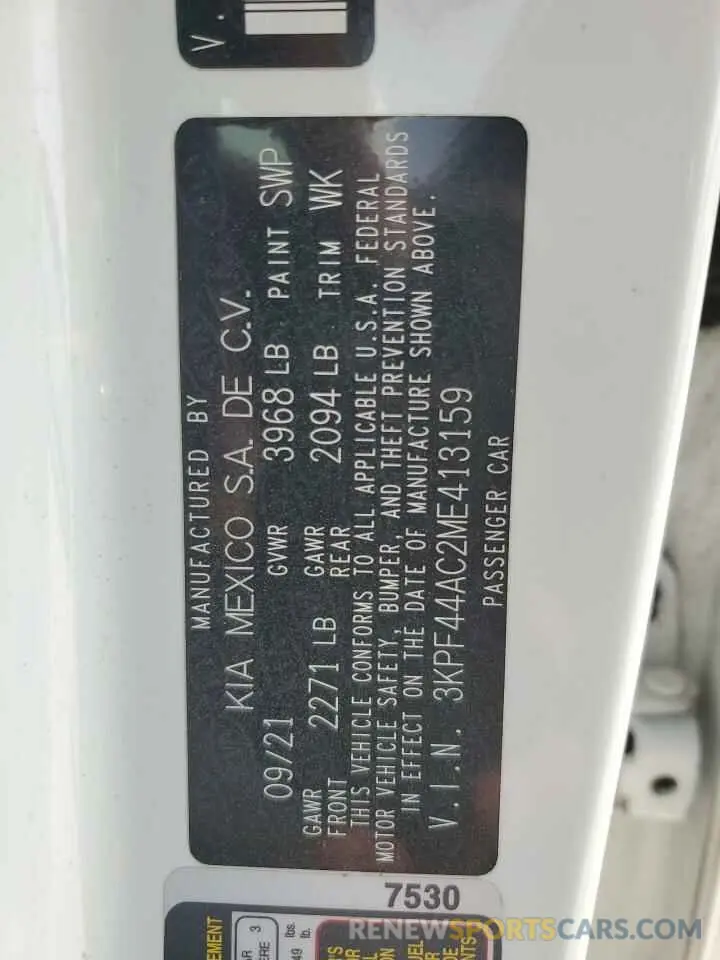 V.
MANUFACTURED BY
KIA MEXICO S.A. DE C.V.
09/21 GVWR 3968 LB PAINT SWP
GAWR FRONT 2271 LB GAWR REAR 2094 LB TRIM WK
THIS VEHICLE CONFORMS TO ALL APPLICABLE U.S.A. FEDERAL
MOTOR VEHICLE SAFETY, BUMPER, AND THEFT PREVENTION STANDARDS
IN EFFECT ON THE DATE OF MANUFACTURE SHOWN ABOVE.
V.I.N. 3KPF44AC2ME413159
PASSENGER CAR
7530
RENEWSPORTSCARS.COM